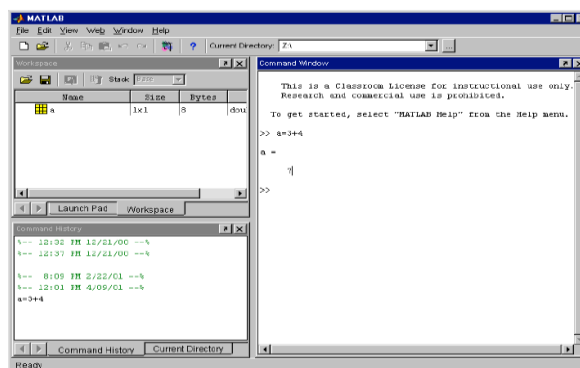 MATLAB
File Edit View Web Window Help
? Current Directory: Z:\ ...
Workspace
Stack: Base
Name Size Bytes
a 1x1 8 dou
Launch Pad Workspace
Command History
%-- 12:32 PM 12/21/00 --%
%-- 12:37 PM 12/21/00 --%
%-- 8:09 PM 2/22/01 --%
%-- 12:01 PM 4/09/01 --%
a=3+4
Command History Current Directory
Command Window
This is a Classroom License for instructional use only.
Research and commercial use is prohibited.
To get started, select "MATLAB Help" from the Help menu.
>> a=3+4
a =
7
>>
Ready